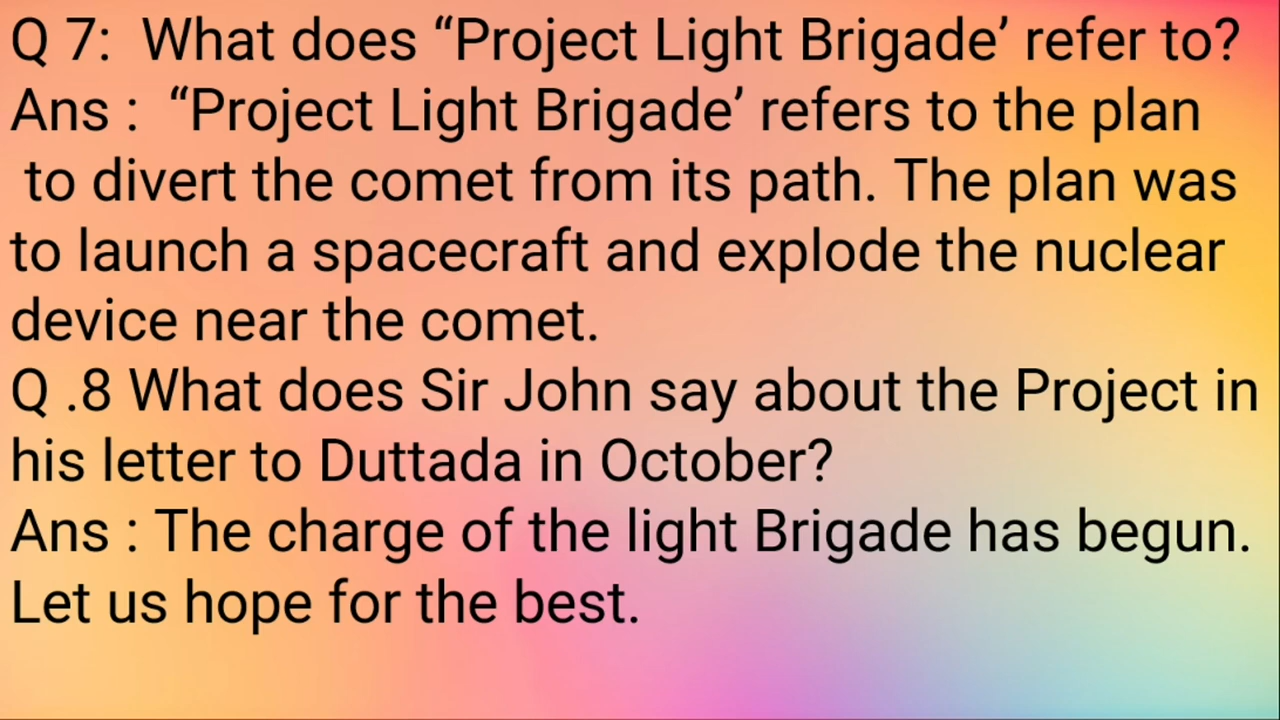 Q 7:  What does “Project Light Brigade’ refer to?
Ans :  “Project Light Brigade’ refers to the plan
to divert the comet from its path. The plan was
to launch a spacecraft and explode the nuclear
device near the comet.
Q .8 What does Sir John say about the Project in
his letter to Duttada in October?
Ans : The charge of the light Brigade has begun.
Let us hope for the best.